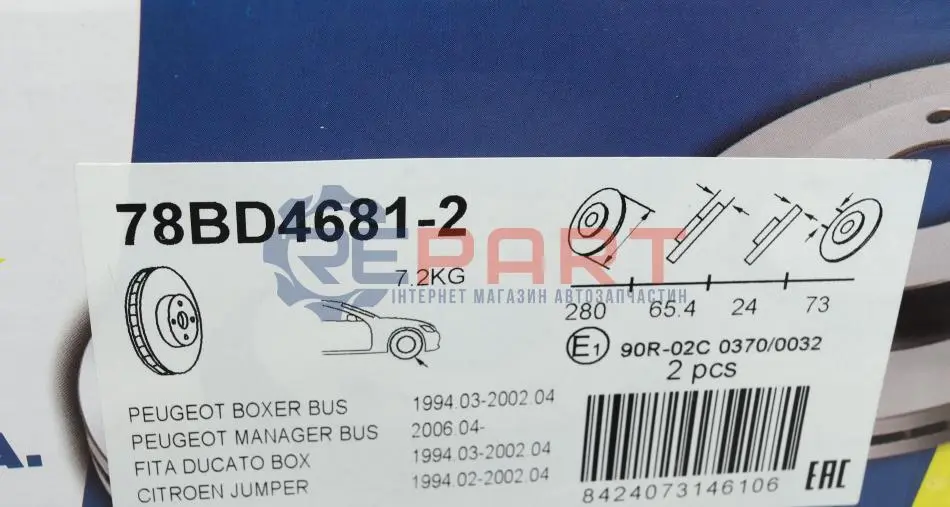 78BD4681-2
REPART
7.2KG
ІНТЕРНЕТ МАГАЗИН АВТОЗАПЧАСТИН
280 65.4 24 73
E1 90R-02C 0370/0032
2 pcs
PEUGEOT BOXER BUS 1994.03-2002.04
PEUGEOT MANAGER BUS 2006.04-
FITA DUCATO BOX 1994.03-2002.04
CITROEN JUMPER 1994.02-2002.04
8424073146106
EAC
A.